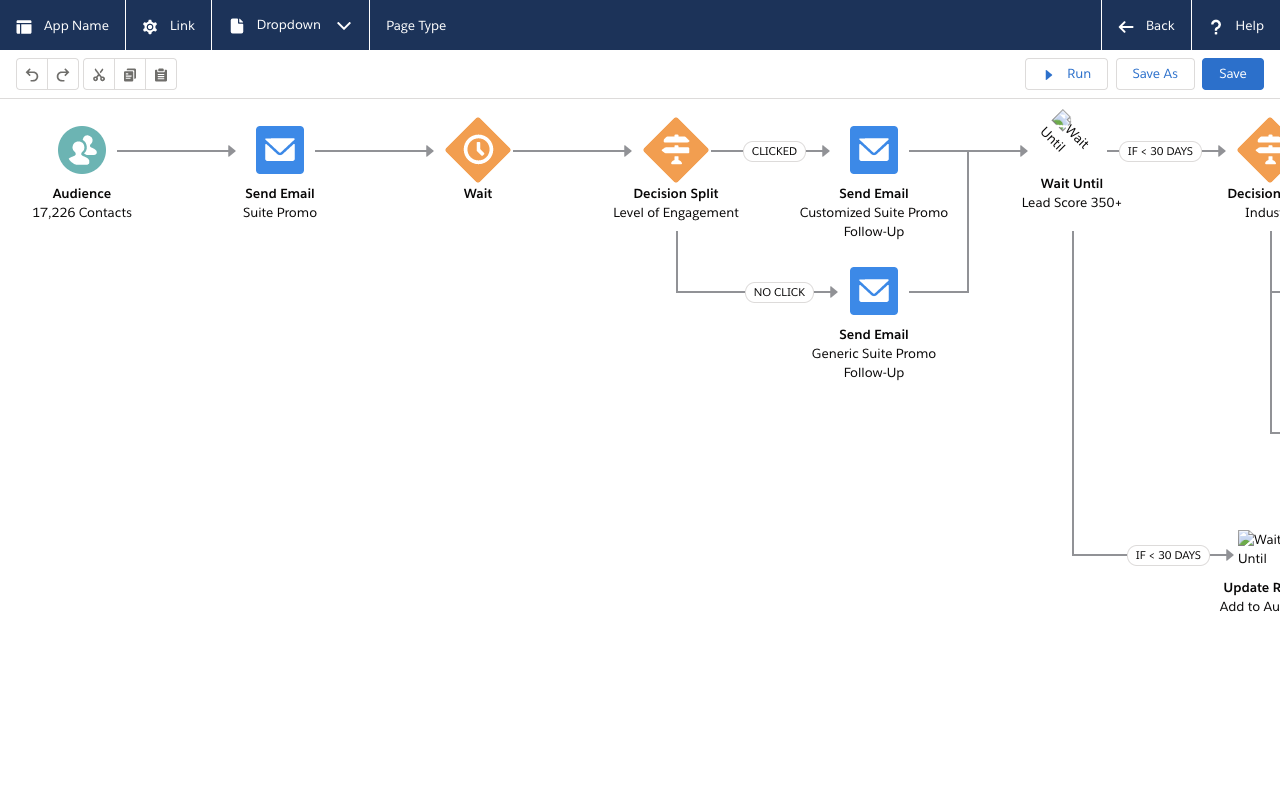 App Name
Link
Dropdown
Page Type
Back
Help
Run
Save As
Save
Audience
17,226 Contacts
Send Email
Suite Promo
Wait
Decision Split
Level of Engagement
CLICKED
Send Email
Customized Suite Promo
Follow-Up
NO CLICK
Send Email
Generic Suite Promo
Follow-Up
Wait
Until
Wait Until
Lead Score 350+
IF < 30 DAYS
Decision
Indus
IF < 30 DAYS
Wait
Until
Update R
Add to Au